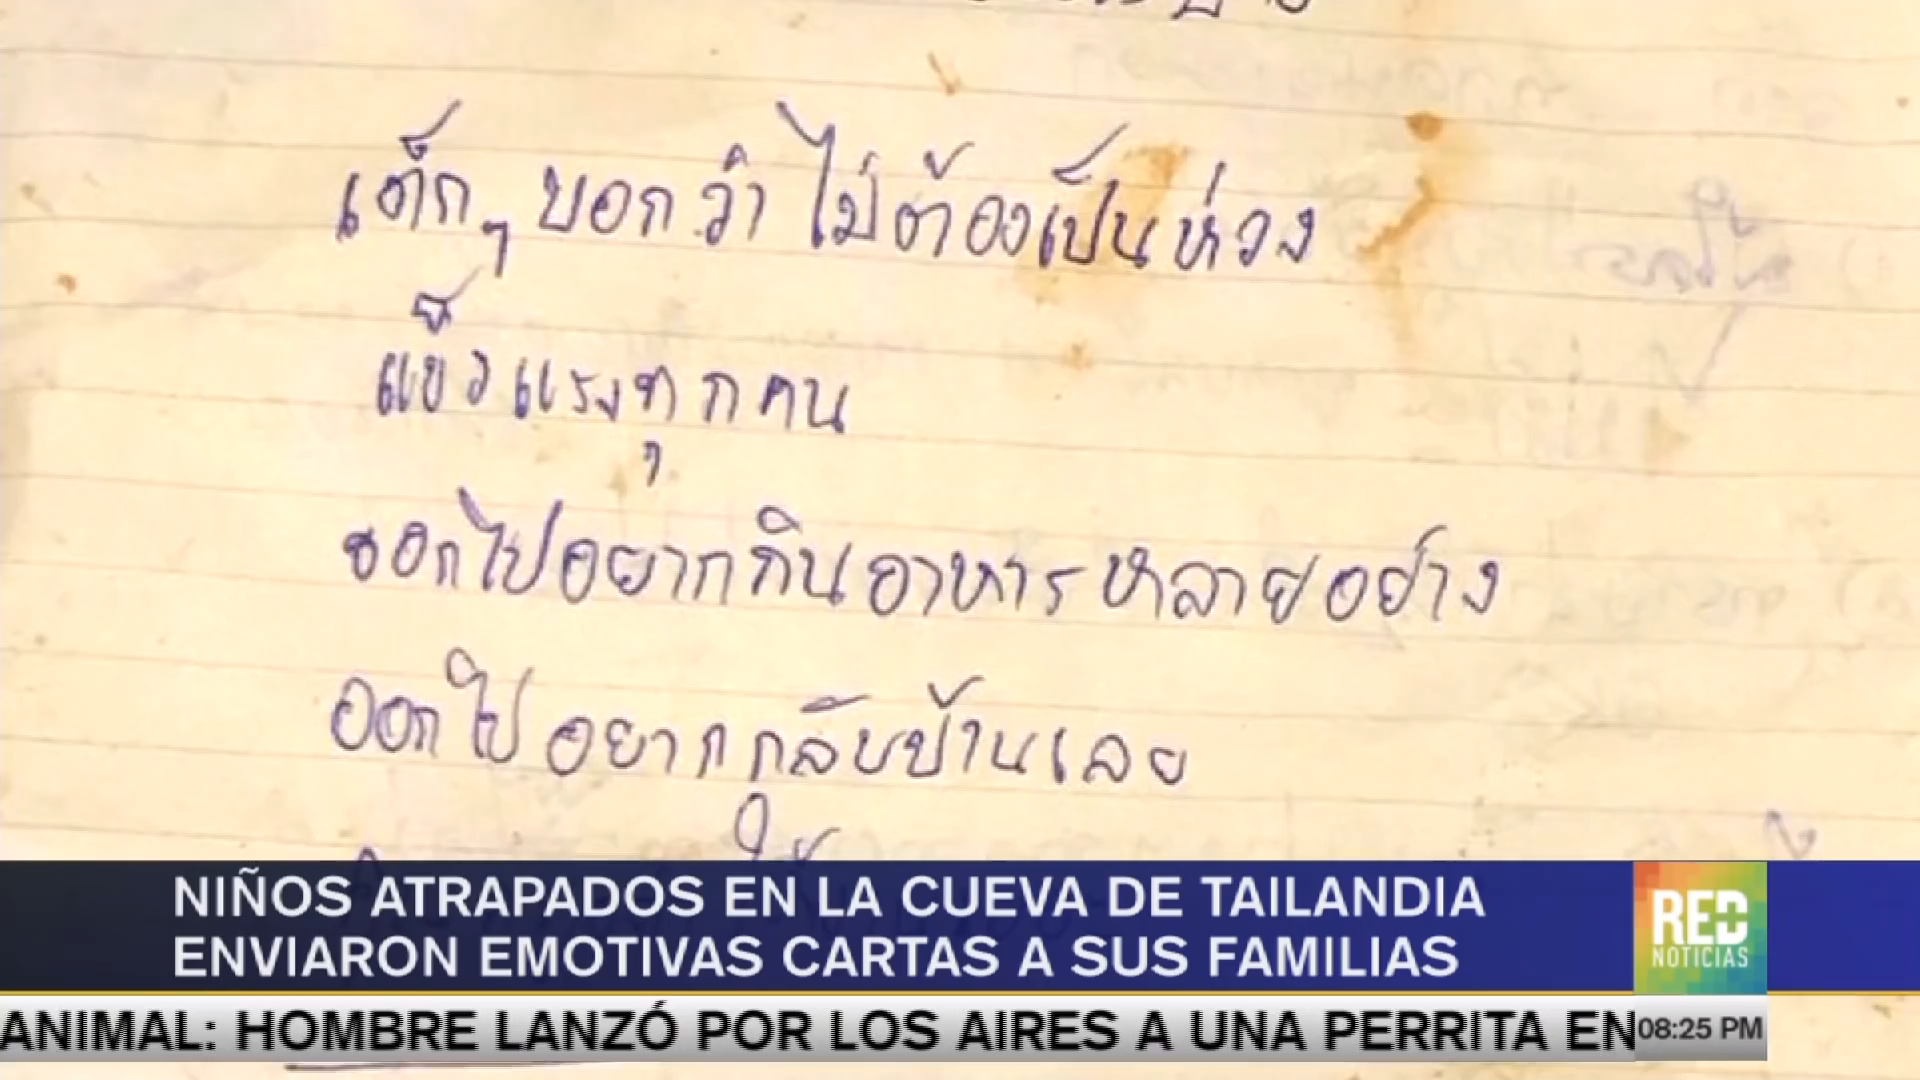 เด็กๆ บอกว่า ไม่ต้องเป็นห่วง
แข็งแรงทุกคน
ออกไปอยากกินอาหารหลายอย่าง
ออกไปอยากกลับบ้านเลย
NIÑOS ATRAPADOS EN LA CUEVA DE TAILANDIA
ENVIARON EMOTIVAS CARTAS A SUS FAMILIAS
RED
NOTICIAS
ANIMAL: HOMBRE LANZÓ POR LOS AIRES A UNA PERRITA EN
08:25 PM